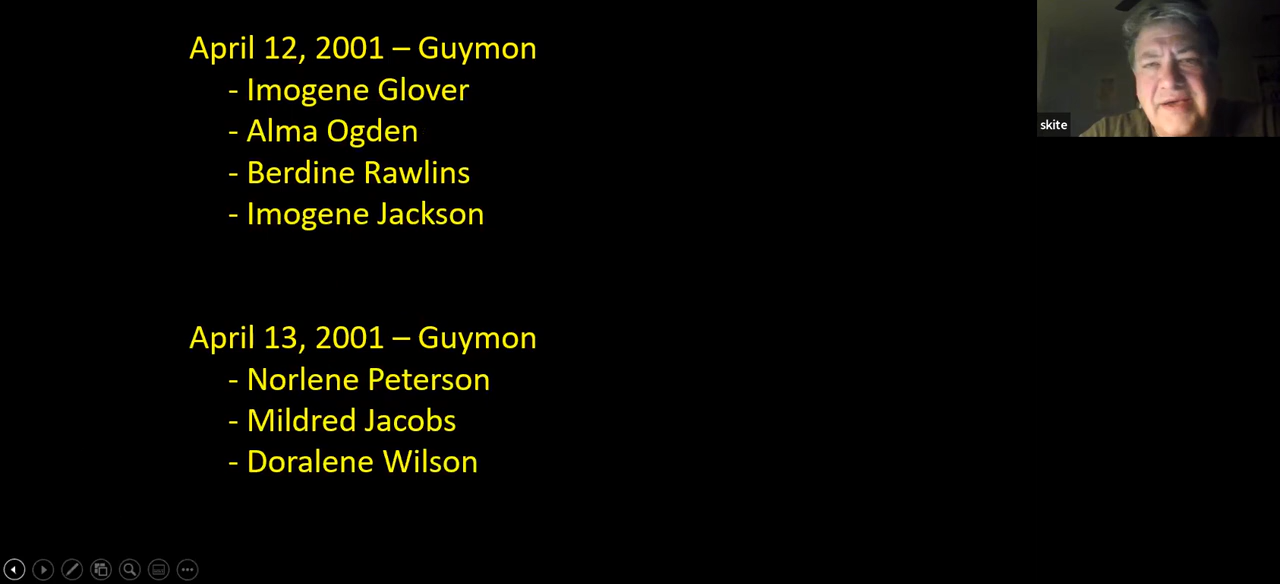 April 12, 2001 – Guymon
- Imogene Glover
- Alma Ogden
- Berdine Rawlins
- Imogene Jackson
April 13, 2001 – Guymon
- Norlene Peterson
- Mildred Jacobs
- Doralene Wilson
skite